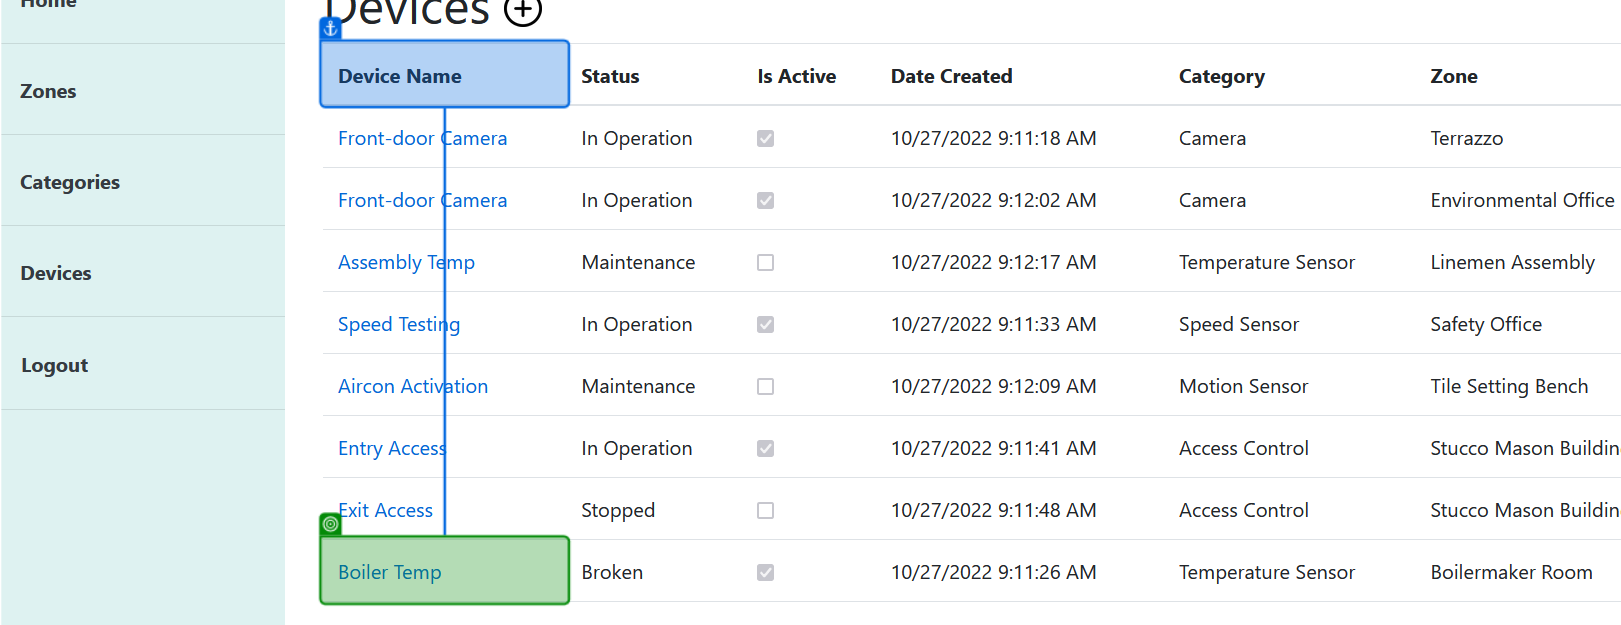 Home
Zones
Categories
Devices
Logout
Devices
Device Name Status Is Active Date Created Category Zone
Front-door Camera In Operation 10/27/2022 9:11:18 AM Camera Terrazzo
Front-door Camera In Operation 10/27/2022 9:12:02 AM Camera Environmental Office
Assembly Temp Maintenance 10/27/2022 9:12:17 AM Temperature Sensor Linemen Assembly
Speed Testing In Operation 10/27/2022 9:11:33 AM Speed Sensor Safety Office
Aircon Activation Maintenance 10/27/2022 9:12:09 AM Motion Sensor Tile Setting Bench
Entry Access In Operation 10/27/2022 9:11:41 AM Access Control Stucco Mason Buildin
Exit Access Stopped 10/27/2022 9:11:48 AM Access Control Stucco Mason Buildin
Boiler Temp Broken 10/27/2022 9:11:26 AM Temperature Sensor Boilermaker Room